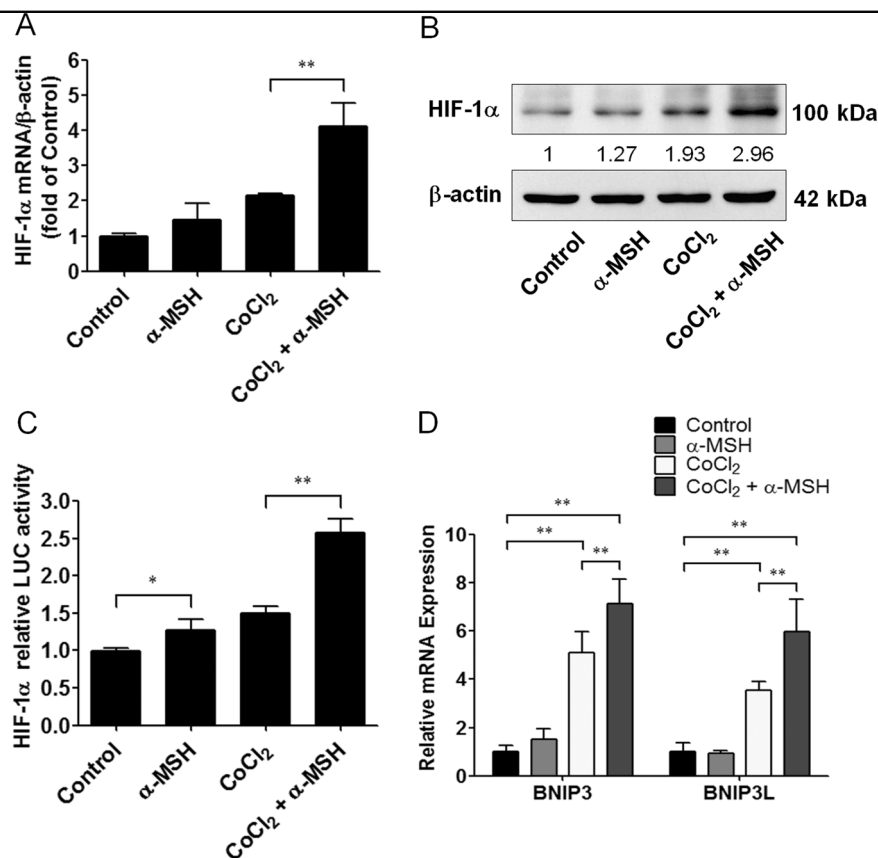 A
HIF-1α mRNA/β-actin
(fold of Control)
6
5
4
3
2
1
0
**
Control
α-MSH
CoCl₂
CoCl₂ + α-MSH
B
HIF-1α
100 kDa
1 1.27 1.93 2.96
β-actin
42 kDa
Control
α-MSH
CoCl₂
CoCl₂ + α-MSH
C
HIF-1α relative LUC activity
3.0
2.5
2.0
1.5
1.0
0.5
0.0
*
**
Control
α-MSH
CoCl₂
CoCl₂ + α-MSH
D
Control
α-MSH
CoCl₂
CoCl₂ + α-MSH
Relative mRNA Expression
10
8
6
4
2
0
**
**
**
**
**
**
BNIP3
BNIP3L